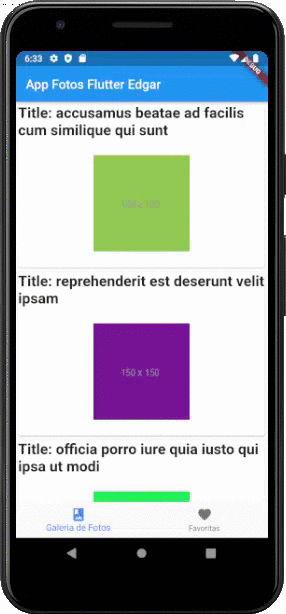 6:33
App Fotos Flutter Edgar
Title: accusamus beatae ad facilis
cum similique qui sunt
150 x 150
Title: reprehenderit est deserunt velit
ipsam
150 x 150
Title: officia porro iure quia iusto qui
ipsa ut modi
Galeria de Fotos
Favoritas